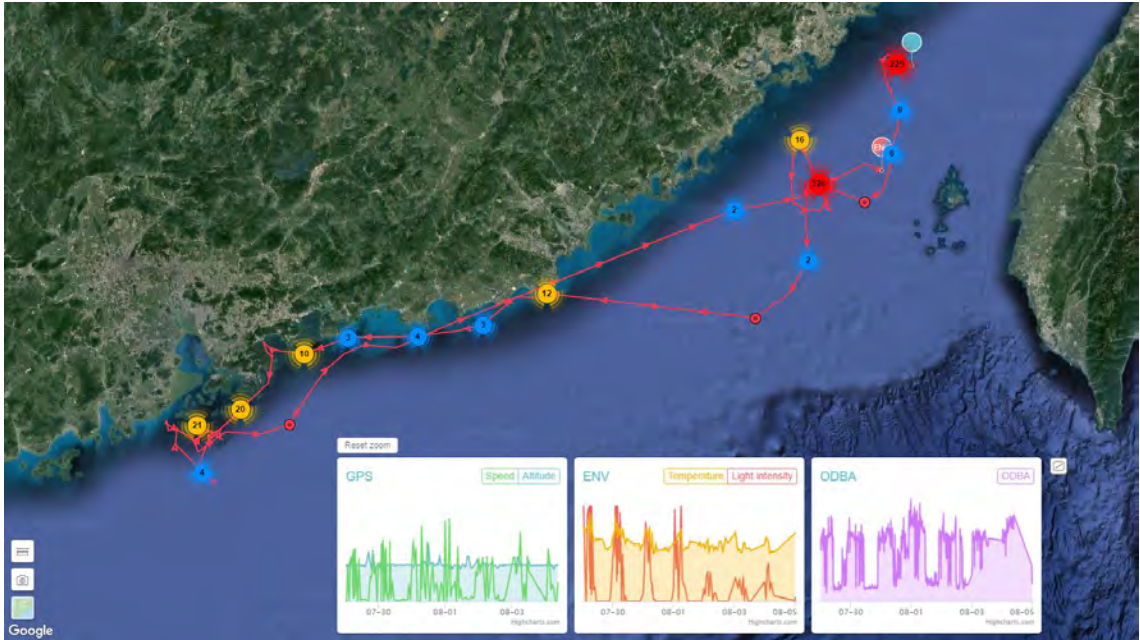 225
8
16
EN
6
2
2
12
3
4
3
10
20
21
4
Reset zoom
GPS
Speed Altitude
07-30 08-01 08-03
Highcharts.com
ENV
Temperature Light intensity
07-30 08-01 08-03 08-05
Highcharts.com
ODBA
ODBA
07-30 08-01 08-03 08-05
Highcharts.com
Google